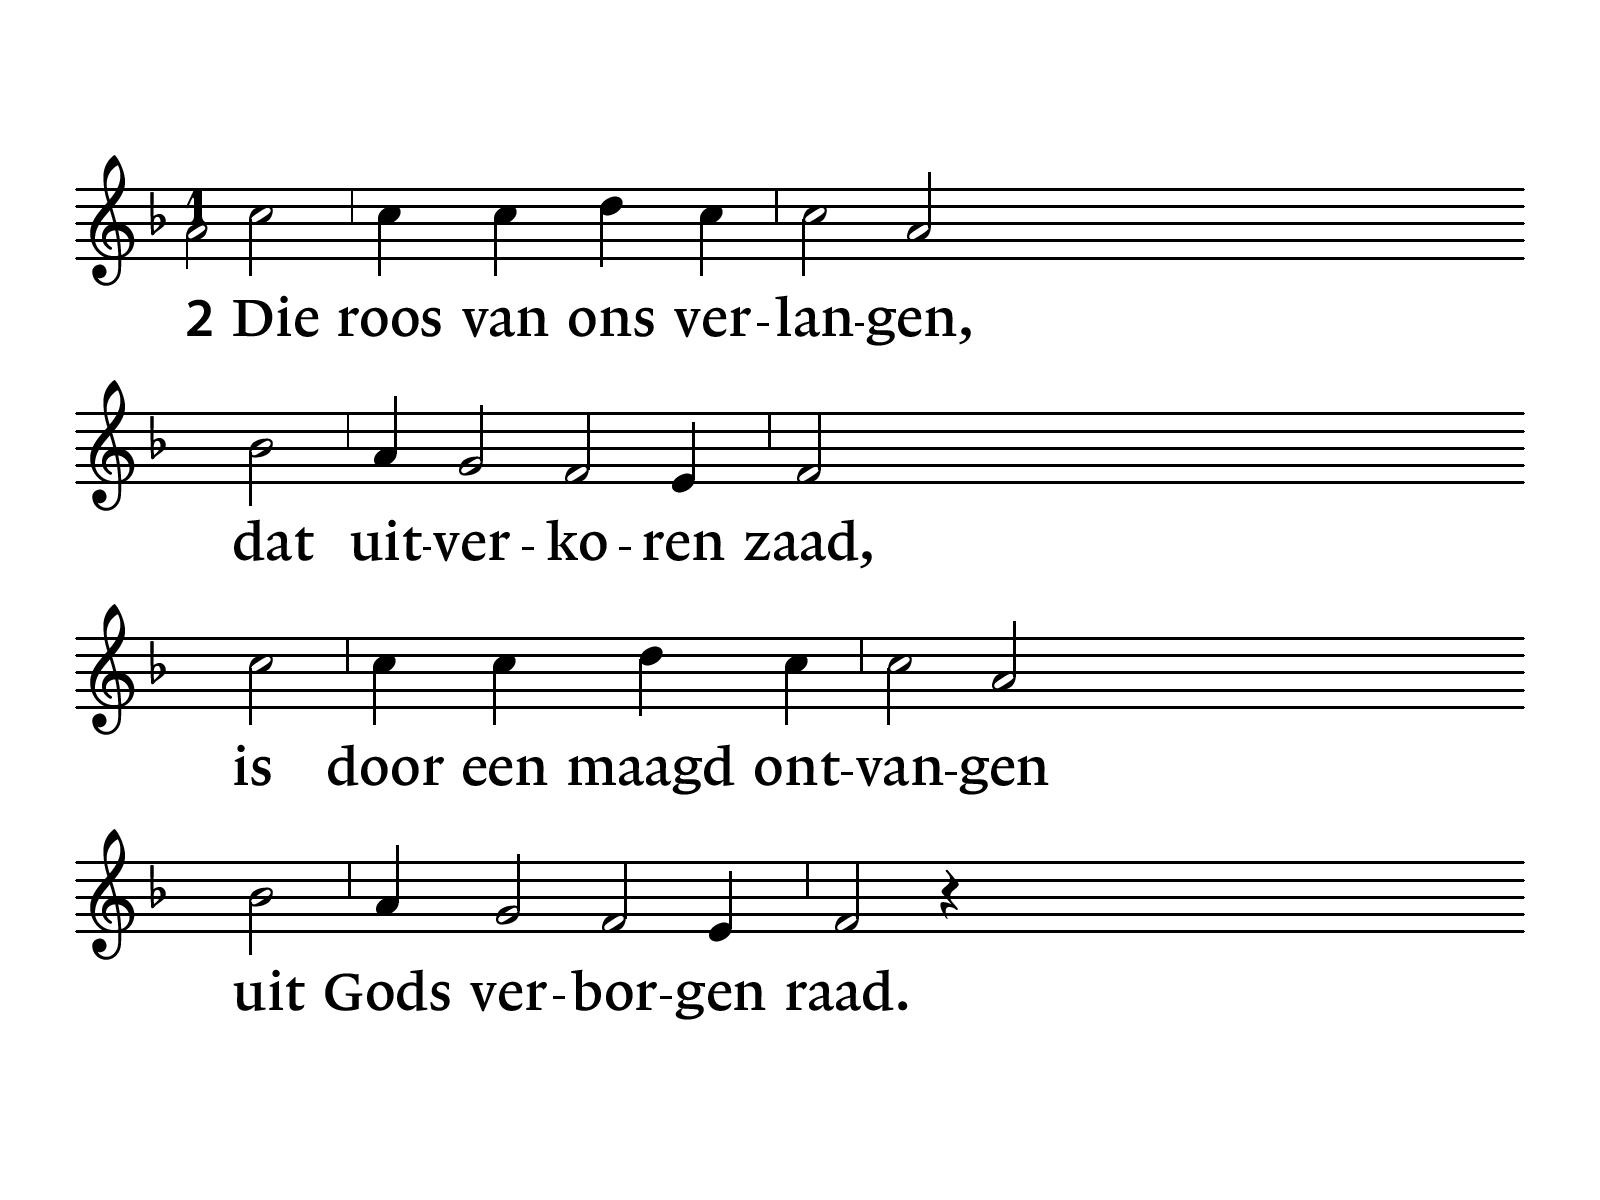 2 Die roos van ons ver-lan-gen,
dat uit-ver-ko-ren zaad,
is door een maagd ont-van-gen
uit Gods ver-bor-gen raad.